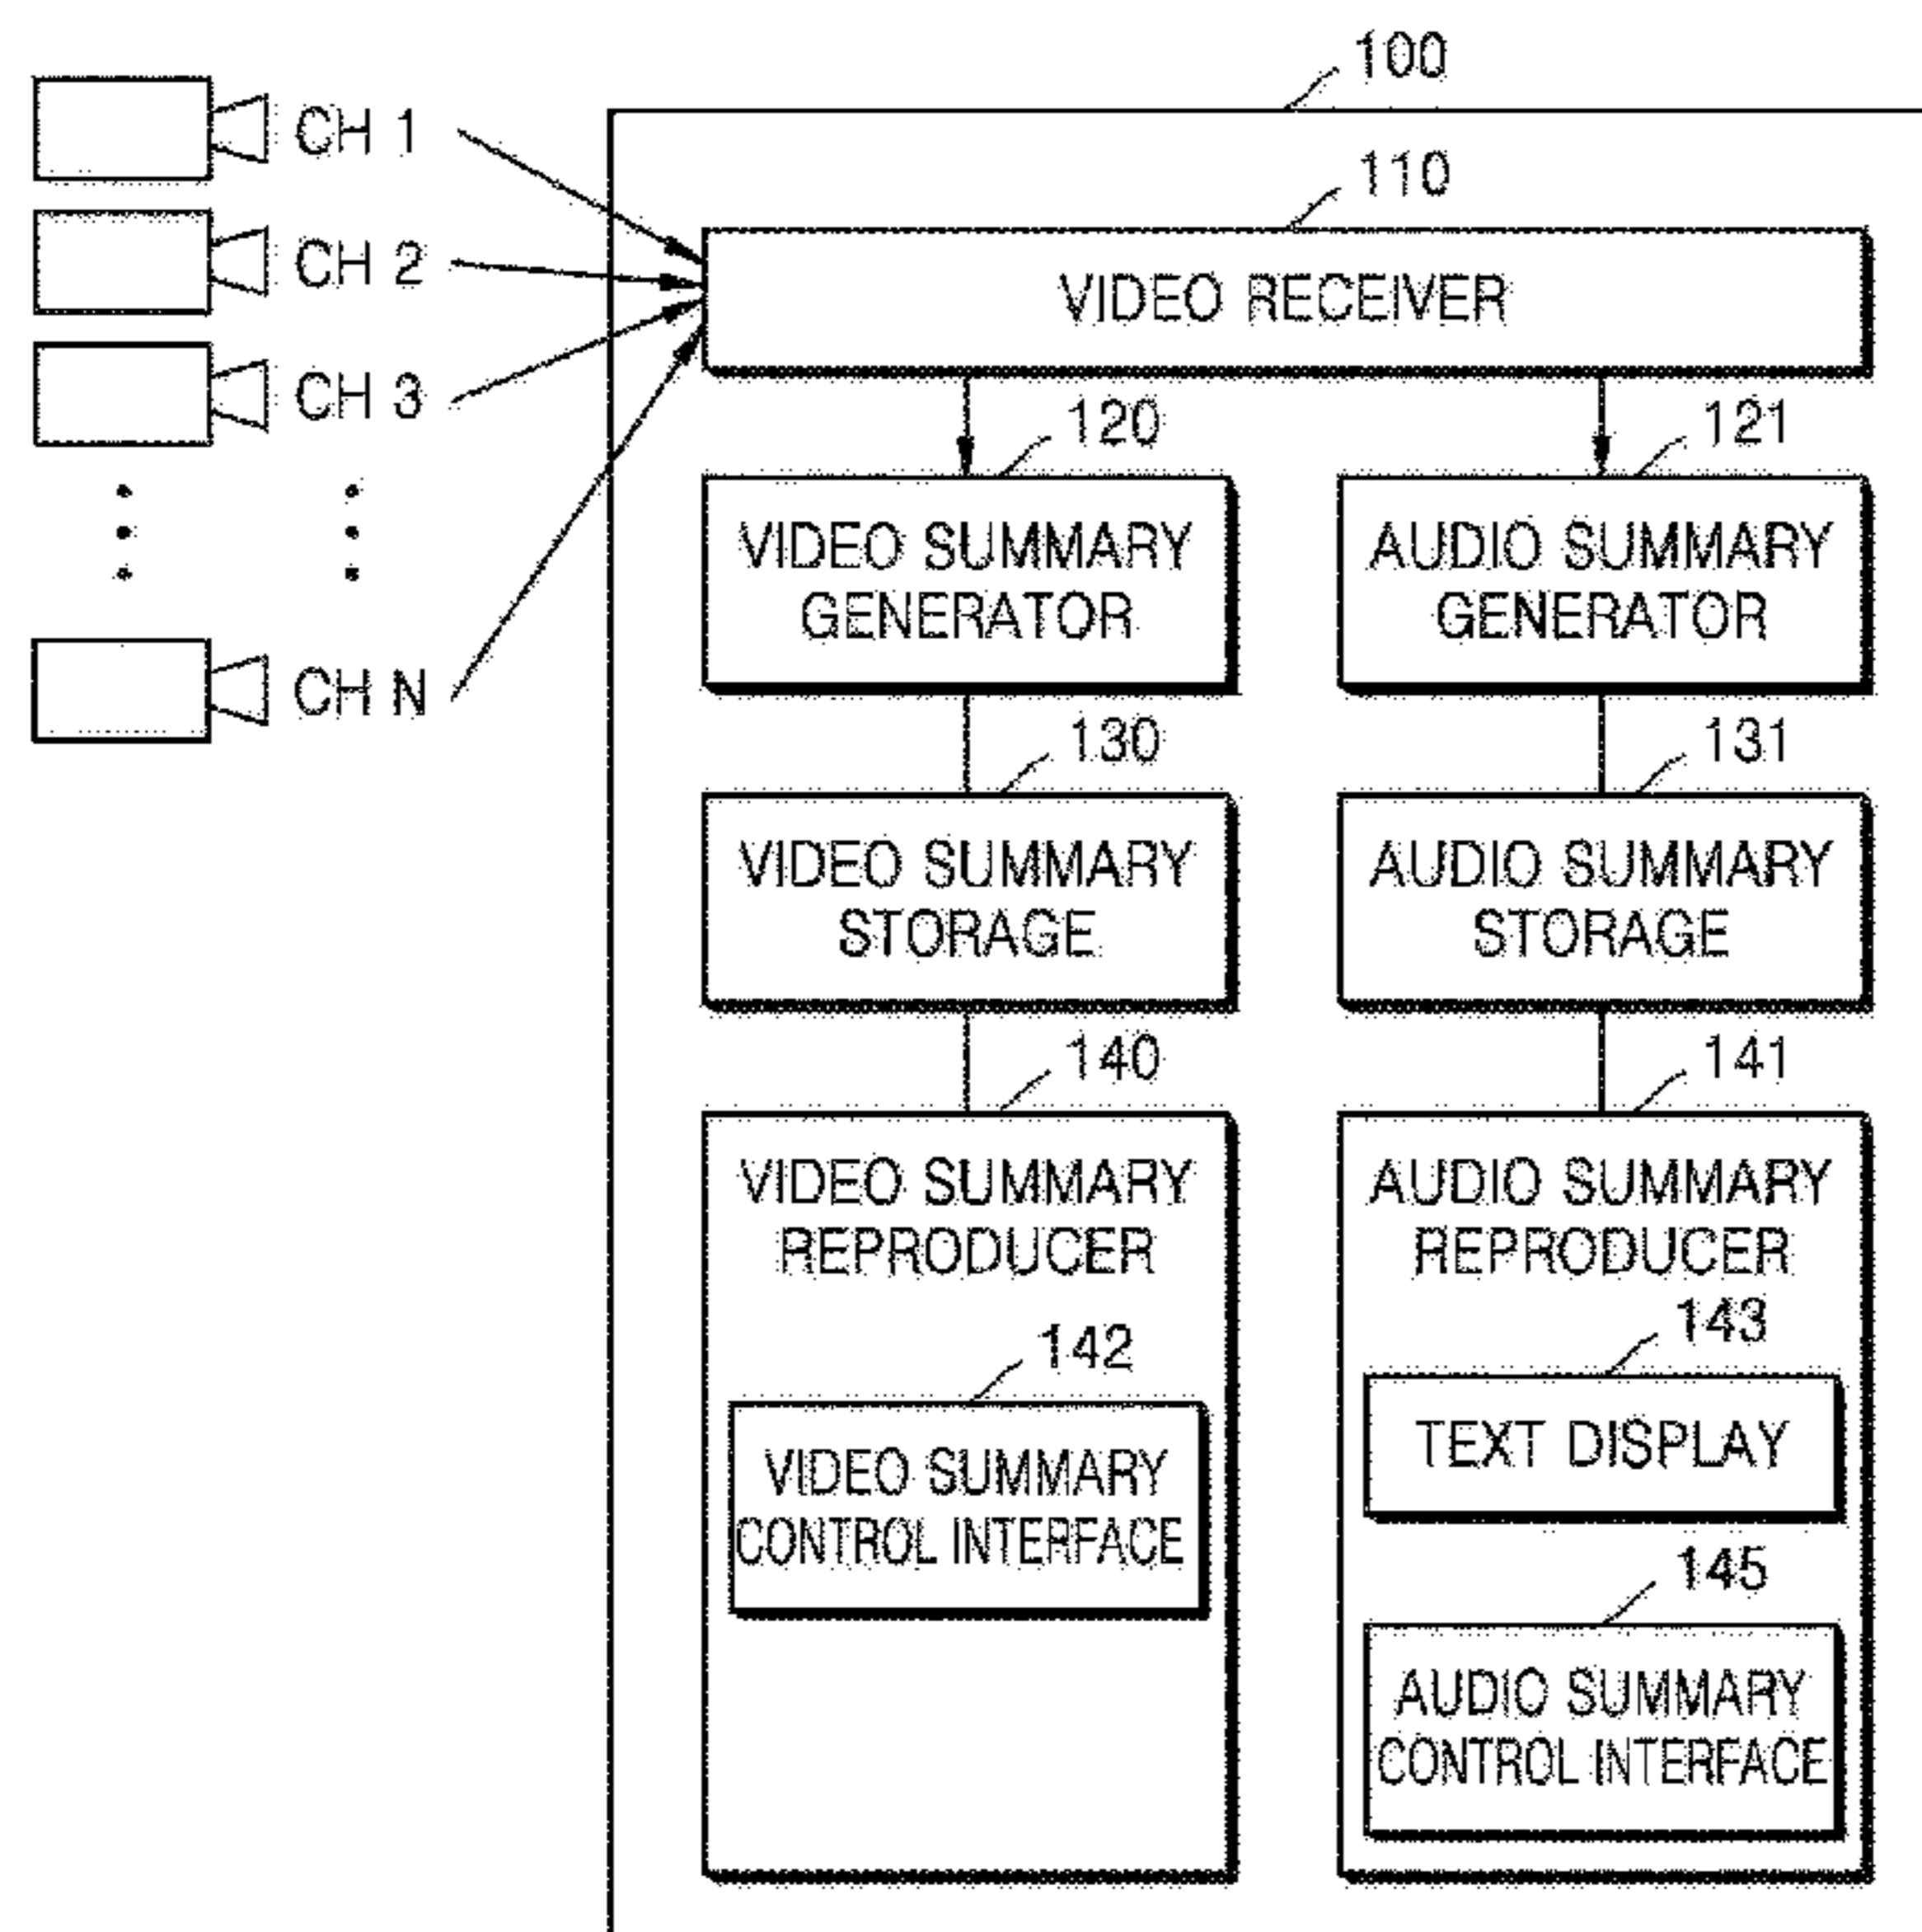 100
CH 1
110
CH 2
VIDEO RECEIVER
CH 3
120
121
VIDEO SUMMARY
GENERATOR
AUDIO SUMMARY
GENERATOR
CH N
130
131
VIDEO SUMMARY
STORAGE
AUDIO SUMMARY
STORAGE
140
141
VIDEO SUMMARY
REPRODUCER
AUDIO SUMMARY
REPRODUCER
142
143
VIDEO SUMMARY
CONTROL INTERFACE
TEXT DISPLAY
145
AUDIO SUMMARY
CONTROL INTERFACE